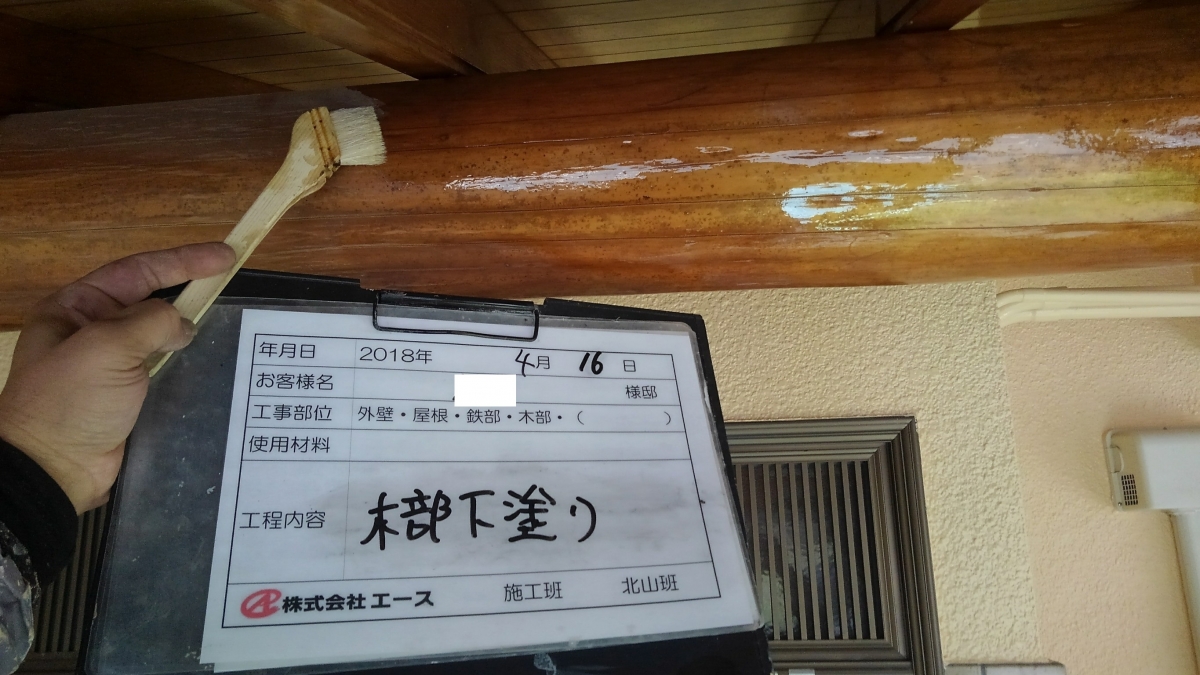 年月日 2018年 4月 16日
お客様名 様邸
工事部位 外壁・屋根・鉄部・木部・（ ）
使用材料
工程内容 木部下塗り
株式会社 エース 施工班 北山班